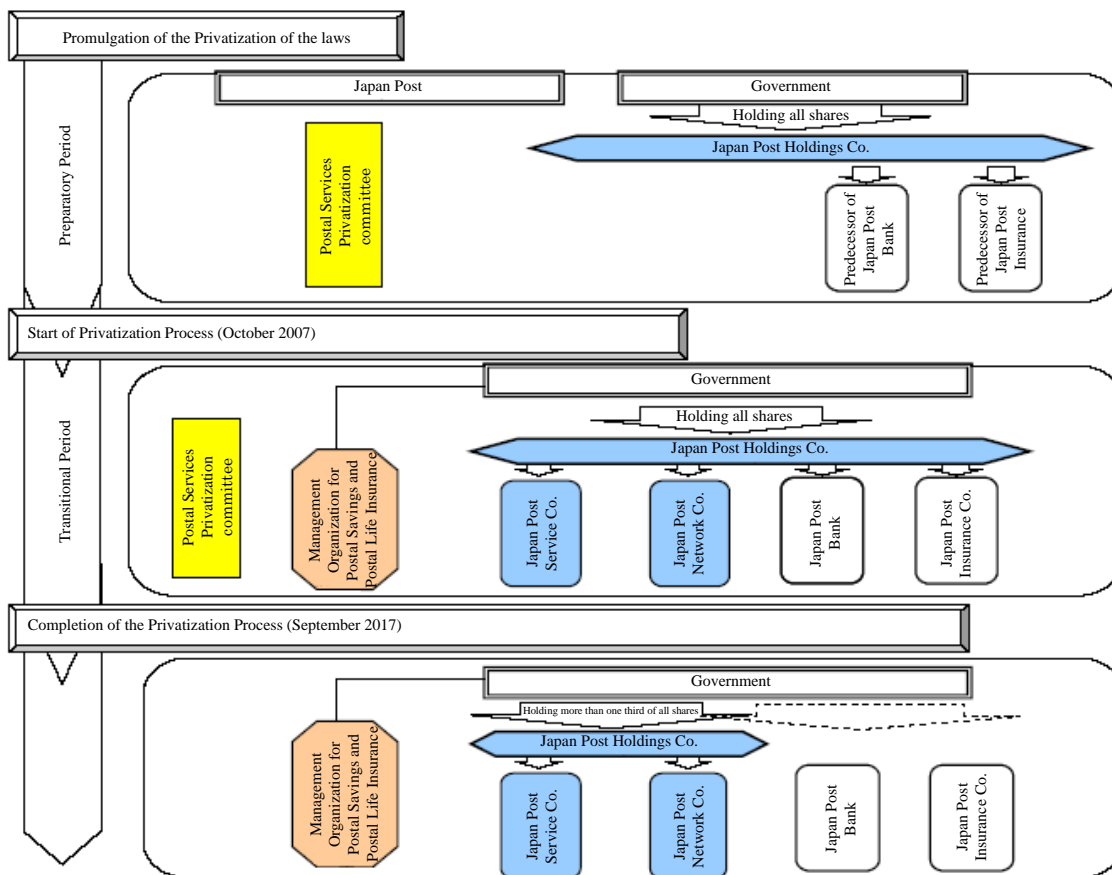 Promulgation of the Privatization of the laws
Preparatory Period
Japan Post
Government
Holding all shares
Japan Post Holdings Co.
Postal Services
Privatization
committee
Predecessor of
Japan Post
Bank
Predecessor of
Japan Post
Insurance
Start of Privatization Process (October 2007)
Transitional Period
Government
Holding all shares
Japan Post Holdings Co.
Postal Services
Privatization
committee
Management
Organization for
Postal Savings and
Postal Life Insurance
Japan Post
Service Co.
Japan Post
Network Co.
Japan Post
Bank
Japan Post
Insurance Co.
Completion of the Privatization Process (September 2017)
Government
Holding more than one third of all shares
Japan Post Holdings Co.
Management
Organization for
Postal Savings and
Postal Life Insurance
Japan Post
Service Co.
Japan Post
Network Co.
Japan Post
Bank
Japan Post
Insurance Co.